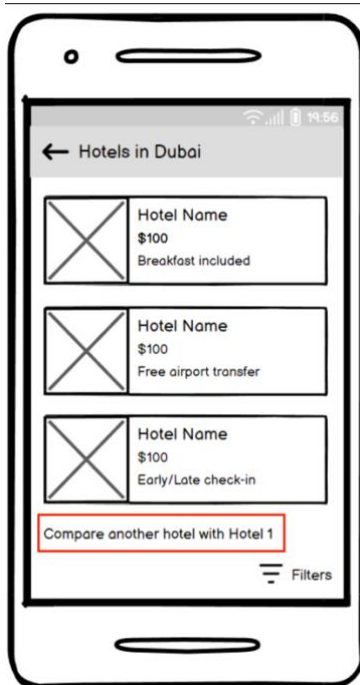 19:56
Hotels in Dubai
Hotel Name
$100
Breakfast included
Hotel Name
$100
Free airport transfer
Hotel Name
$100
Early/Late check-in
Compare another hotel with Hotel 1
Filters